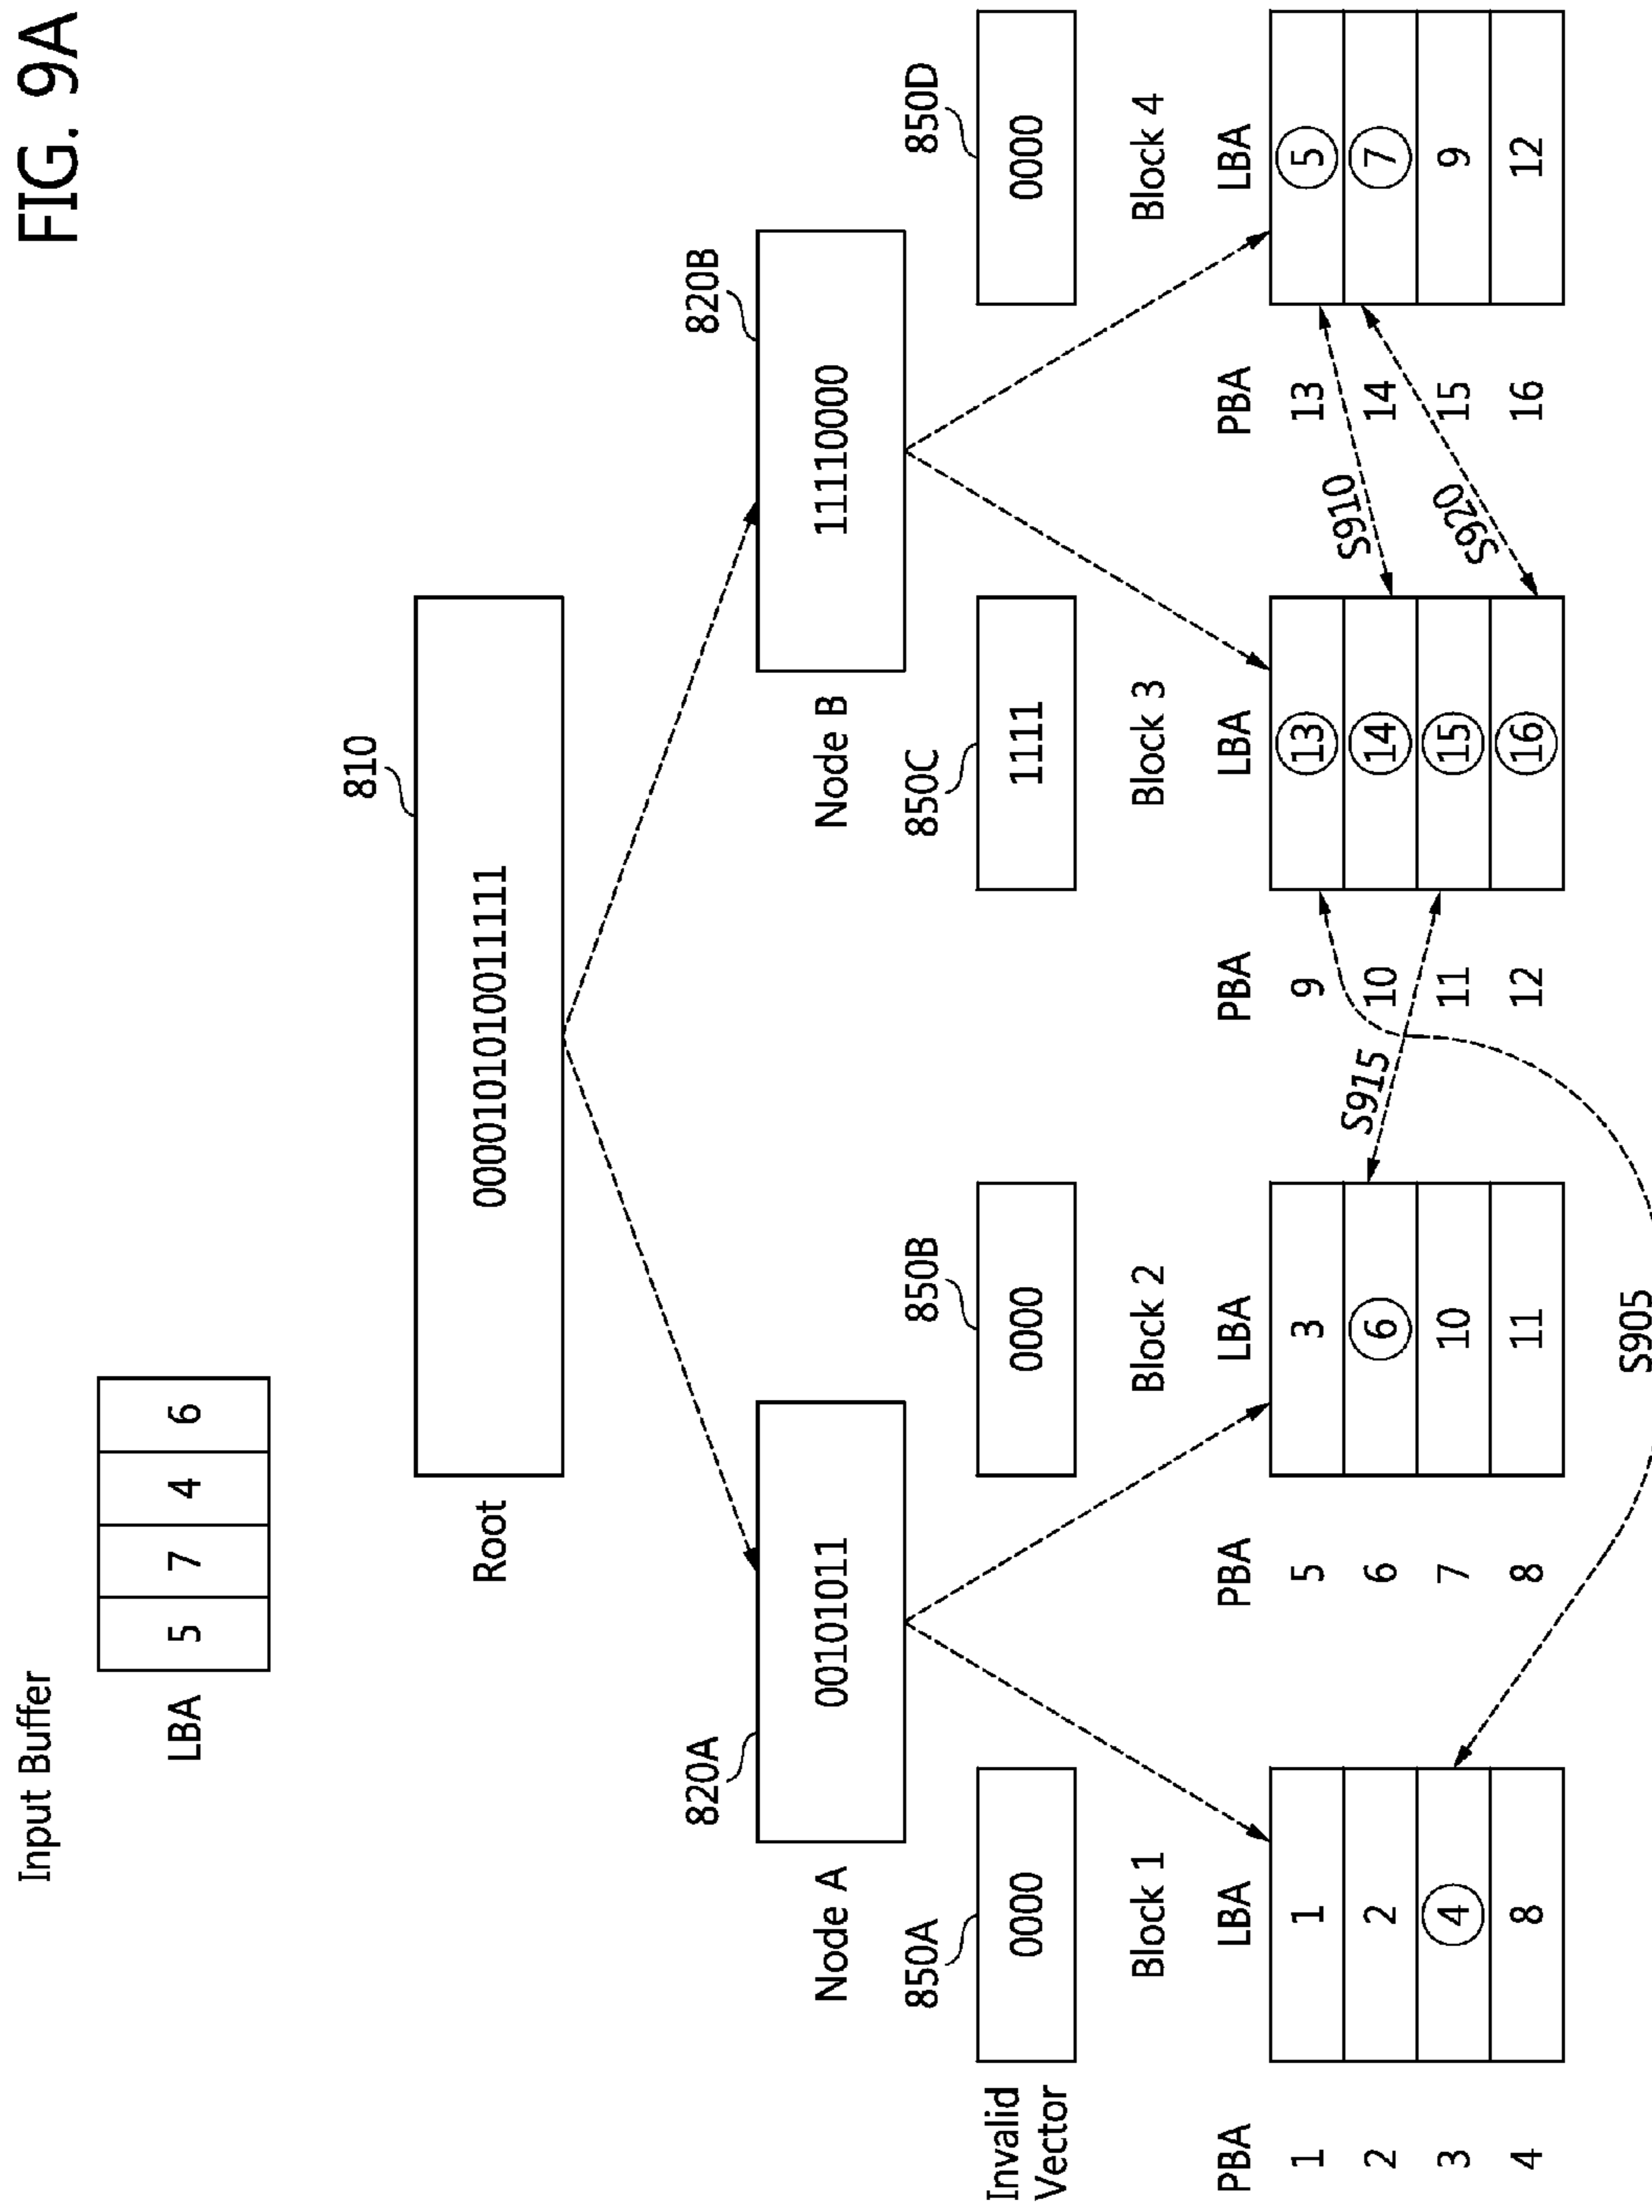 FIG. 9A
Input Buffer
LBA 5 7 4 6
810
Root 0000101010011111
820A 820B
Node A 00101011 Node B 11110000
850A 850B 850C 850D
Invalid Vector 0000 0000 1111 0000
Block 1 Block 2 Block 3 Block 4
PBA LBA PBA LBA PBA LBA PBA LBA
1 1 5 3 9 13 13 5
2 2 6 6 10 14 14 7
3 4 7 10 11 15 15 9
4 8 8 11 12 16 16 12
S915 S910 S920
S905